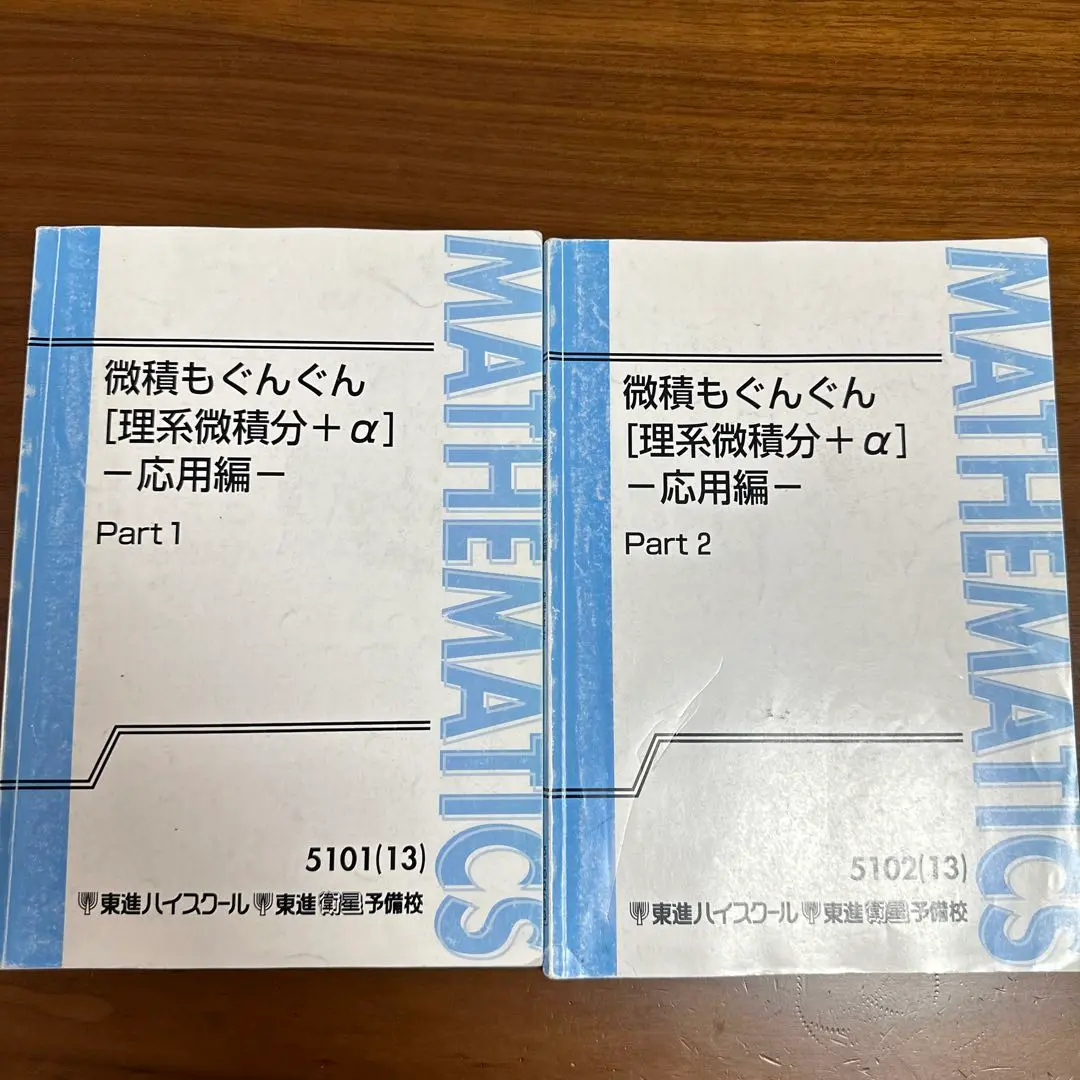 微積もぐんぐん
[理系微積分＋α]
－応用編－
Part 1
5101(13)
東進ハイスクール 東進衛星予備校
MATHEMATICS
微積もぐんぐん
[理系微積分＋α]
－応用編－
Part 2
5102(13)
東進ハイスクール 東進衛星予備校
MATHEMATICS